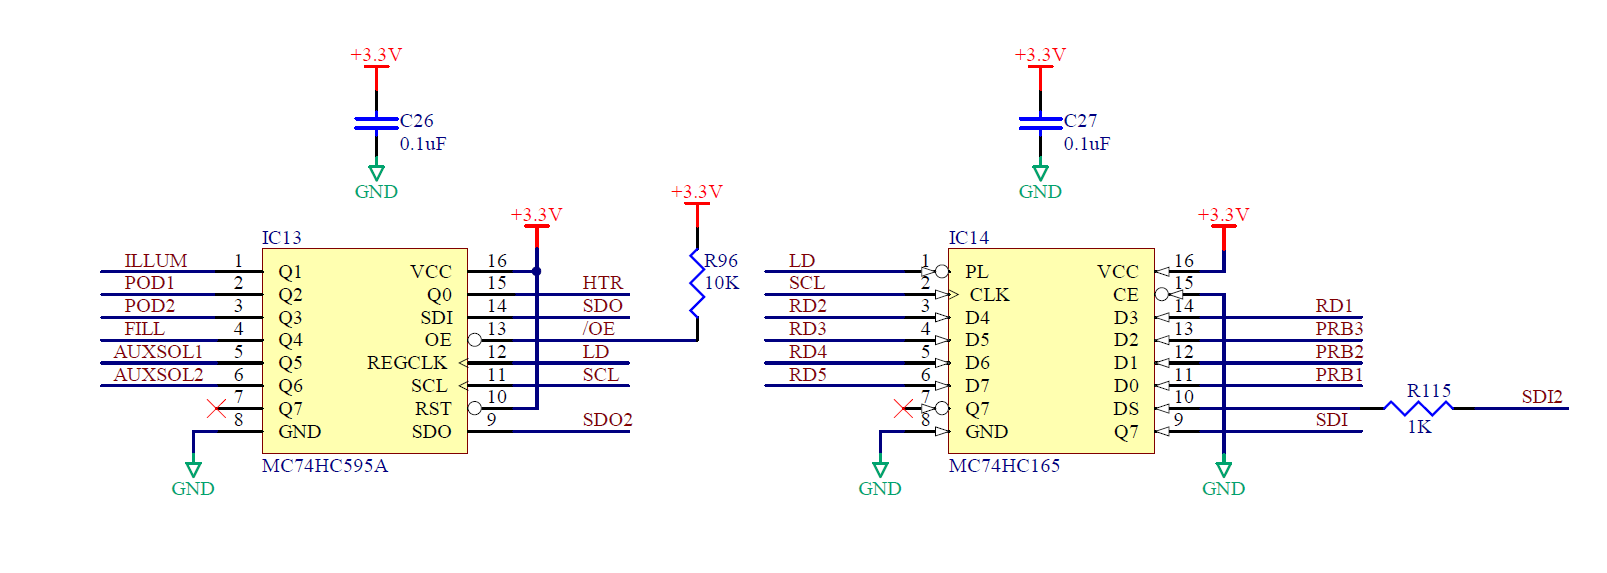 +3.3V
C26
0.1uF
GND
+3.3V
C27
0.1uF
GND
+3.3V
R96
10K
+3.3V
IC13
ILLUM 1 Q1 VCC 16
POD1 2 Q2 Q0 15 HTR
POD2 3 Q3 SDI 14 SDO
FILL 4 Q4 OE 13 /OE
AUXSOL1 5 Q5 REGCLK 12 LD
AUXSOL2 6 Q6 SCL 11 SCL
7 Q7 RST 10
8 GND SDO 9 SDO2
MC74HC595A
GND
+3.3V
IC14
LD 1 PL VCC 16
SCL 2 CLK CE 15
RD2 3 D4 D3 14 RD1
RD3 4 D5 D2 13 PRB3
RD4 5 D6 D1 12 PRB2
RD5 6 D7 D0 11 PRB1
7 Q7 DS 10 R115 SDI2
8 GND Q7 9 SDI 1K
MC74HC165
GND
GND